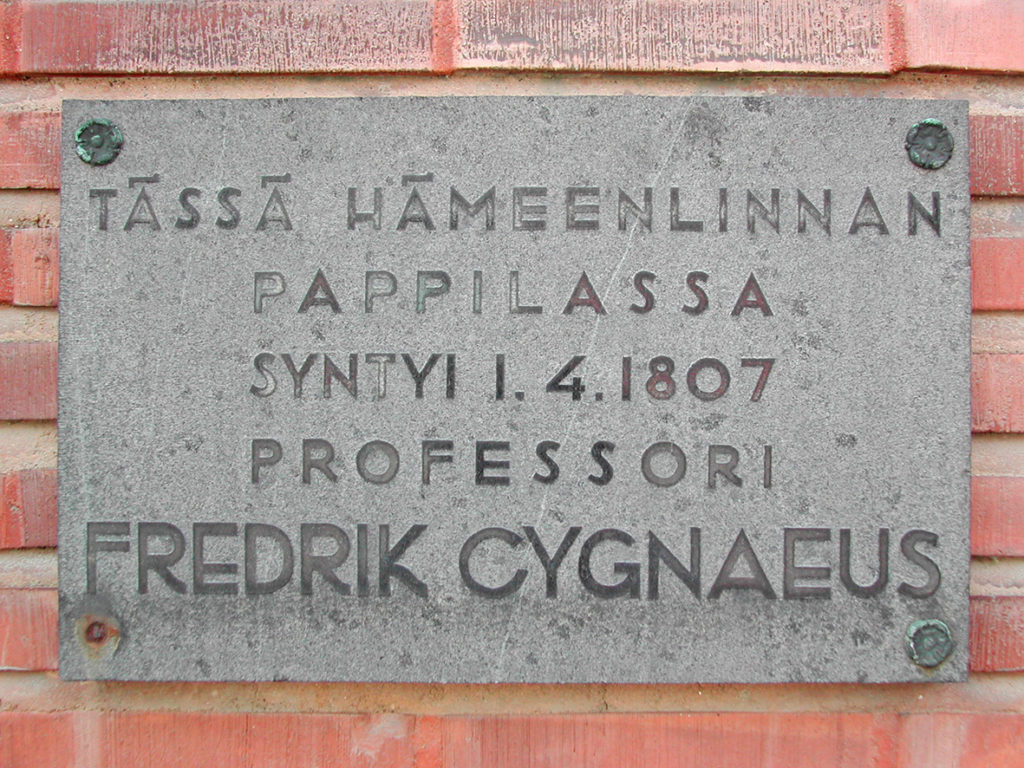 TÄSSÄ HÄMEENLINNAN
PAPPILASSA
SYNTYI 1.4.1807
PROFESSORI
FREDRIK CYGNAEUS